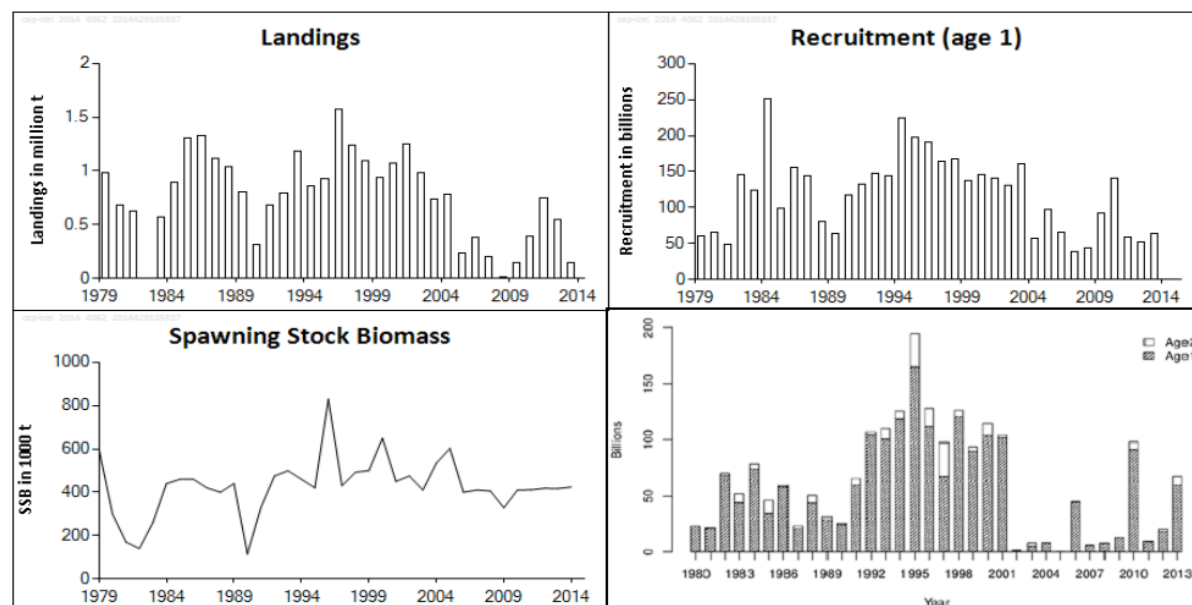 Landings
Landings in million t
2
1.5
1
0.5
0
1979 1984 1989 1994 1999 2004 2009 2014
Recruitment (age 1)
Recruitment in billions
300
250
200
150
100
50
0
1979 1984 1989 1994 1999 2004 2009 2014
Spawning Stock Biomass
SSB in 1000 t
1000
800
600
400
200
0
1979 1984 1989 1994 1999 2004 2009 2014
Billions
200
150
100
50
0
1980 1983 1986 1989 1992 1995 1998 2001 2004 2007 2010 2013
Year